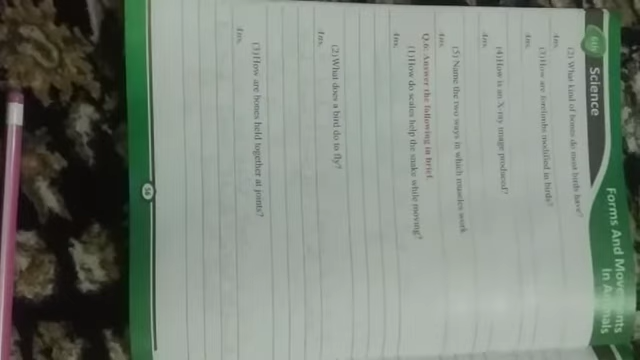 Science
Forms And Movements
In Animals
(2) What kind of bones do most birds have?
Ans.
(3) How are forelimbs modified in birds?
Ans.
(4) How is an X-ray image produced?
Ans.
(5) Name the two ways in which muscles work.
Ans.
Q.6: Answer the following in brief.
(1) How do scales help the snake while moving?
Ans.
(2) What does a bird do to fly?
Ans.
(3) How are bones held together at joints?
Ans.